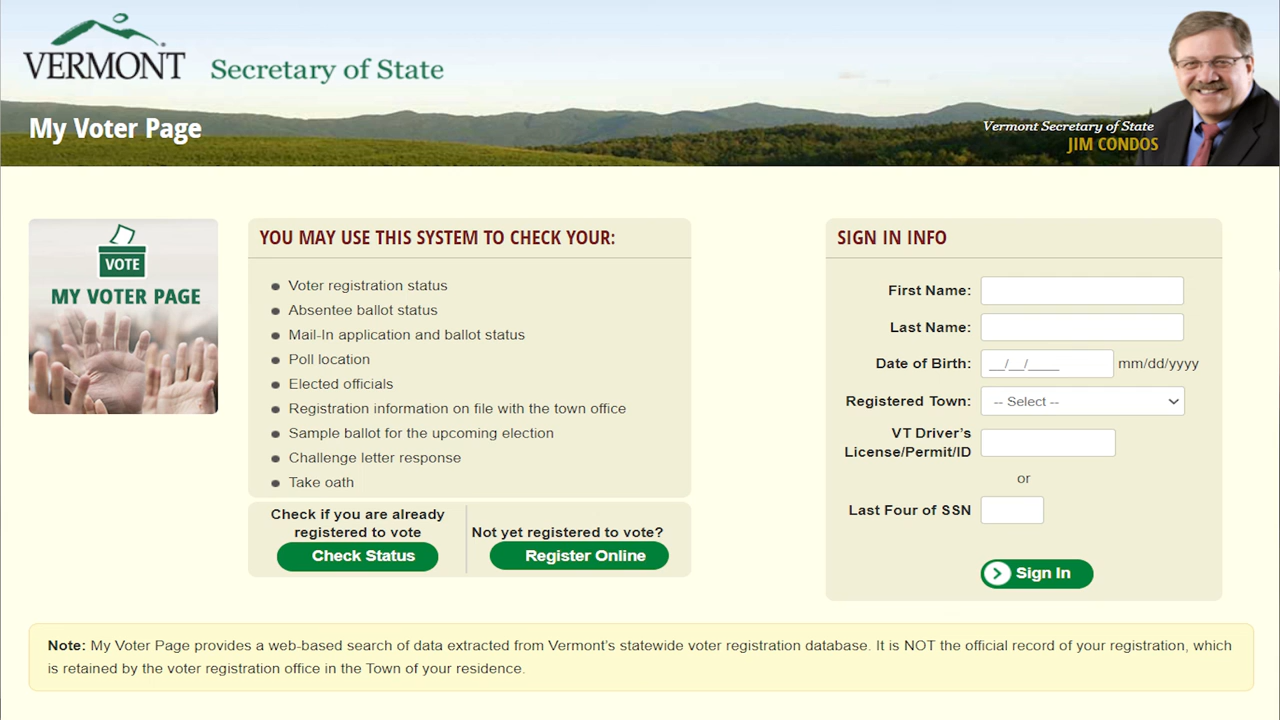 VERMONT
Secretary of State
My Voter Page
Vermont Secretary of State
JIM CONDOS
VOTE
MY VOTER PAGE
YOU MAY USE THIS SYSTEM TO CHECK YOUR:
Voter registration status
Absentee ballot status
Mail-In application and ballot status
Poll location
Elected officials
Registration information on file with the town office
Sample ballot for the upcoming election
Challenge letter response
Take oath
Check if you are already
registered to vote
Check Status
Not yet registered to vote?
Register Online
SIGN IN INFO
First Name:
Last Name:
Date of Birth: __/__/____ mm/dd/yyyy
Registered Town: -- Select --
VT Driver's
License/Permit/ID
or
Last Four of SSN
Sign In
Note: My Voter Page provides a web-based search of data extracted from Vermont's statewide voter registration database. It is NOT the official record of your registration, which
is retained by the voter registration office in the Town of your residence.